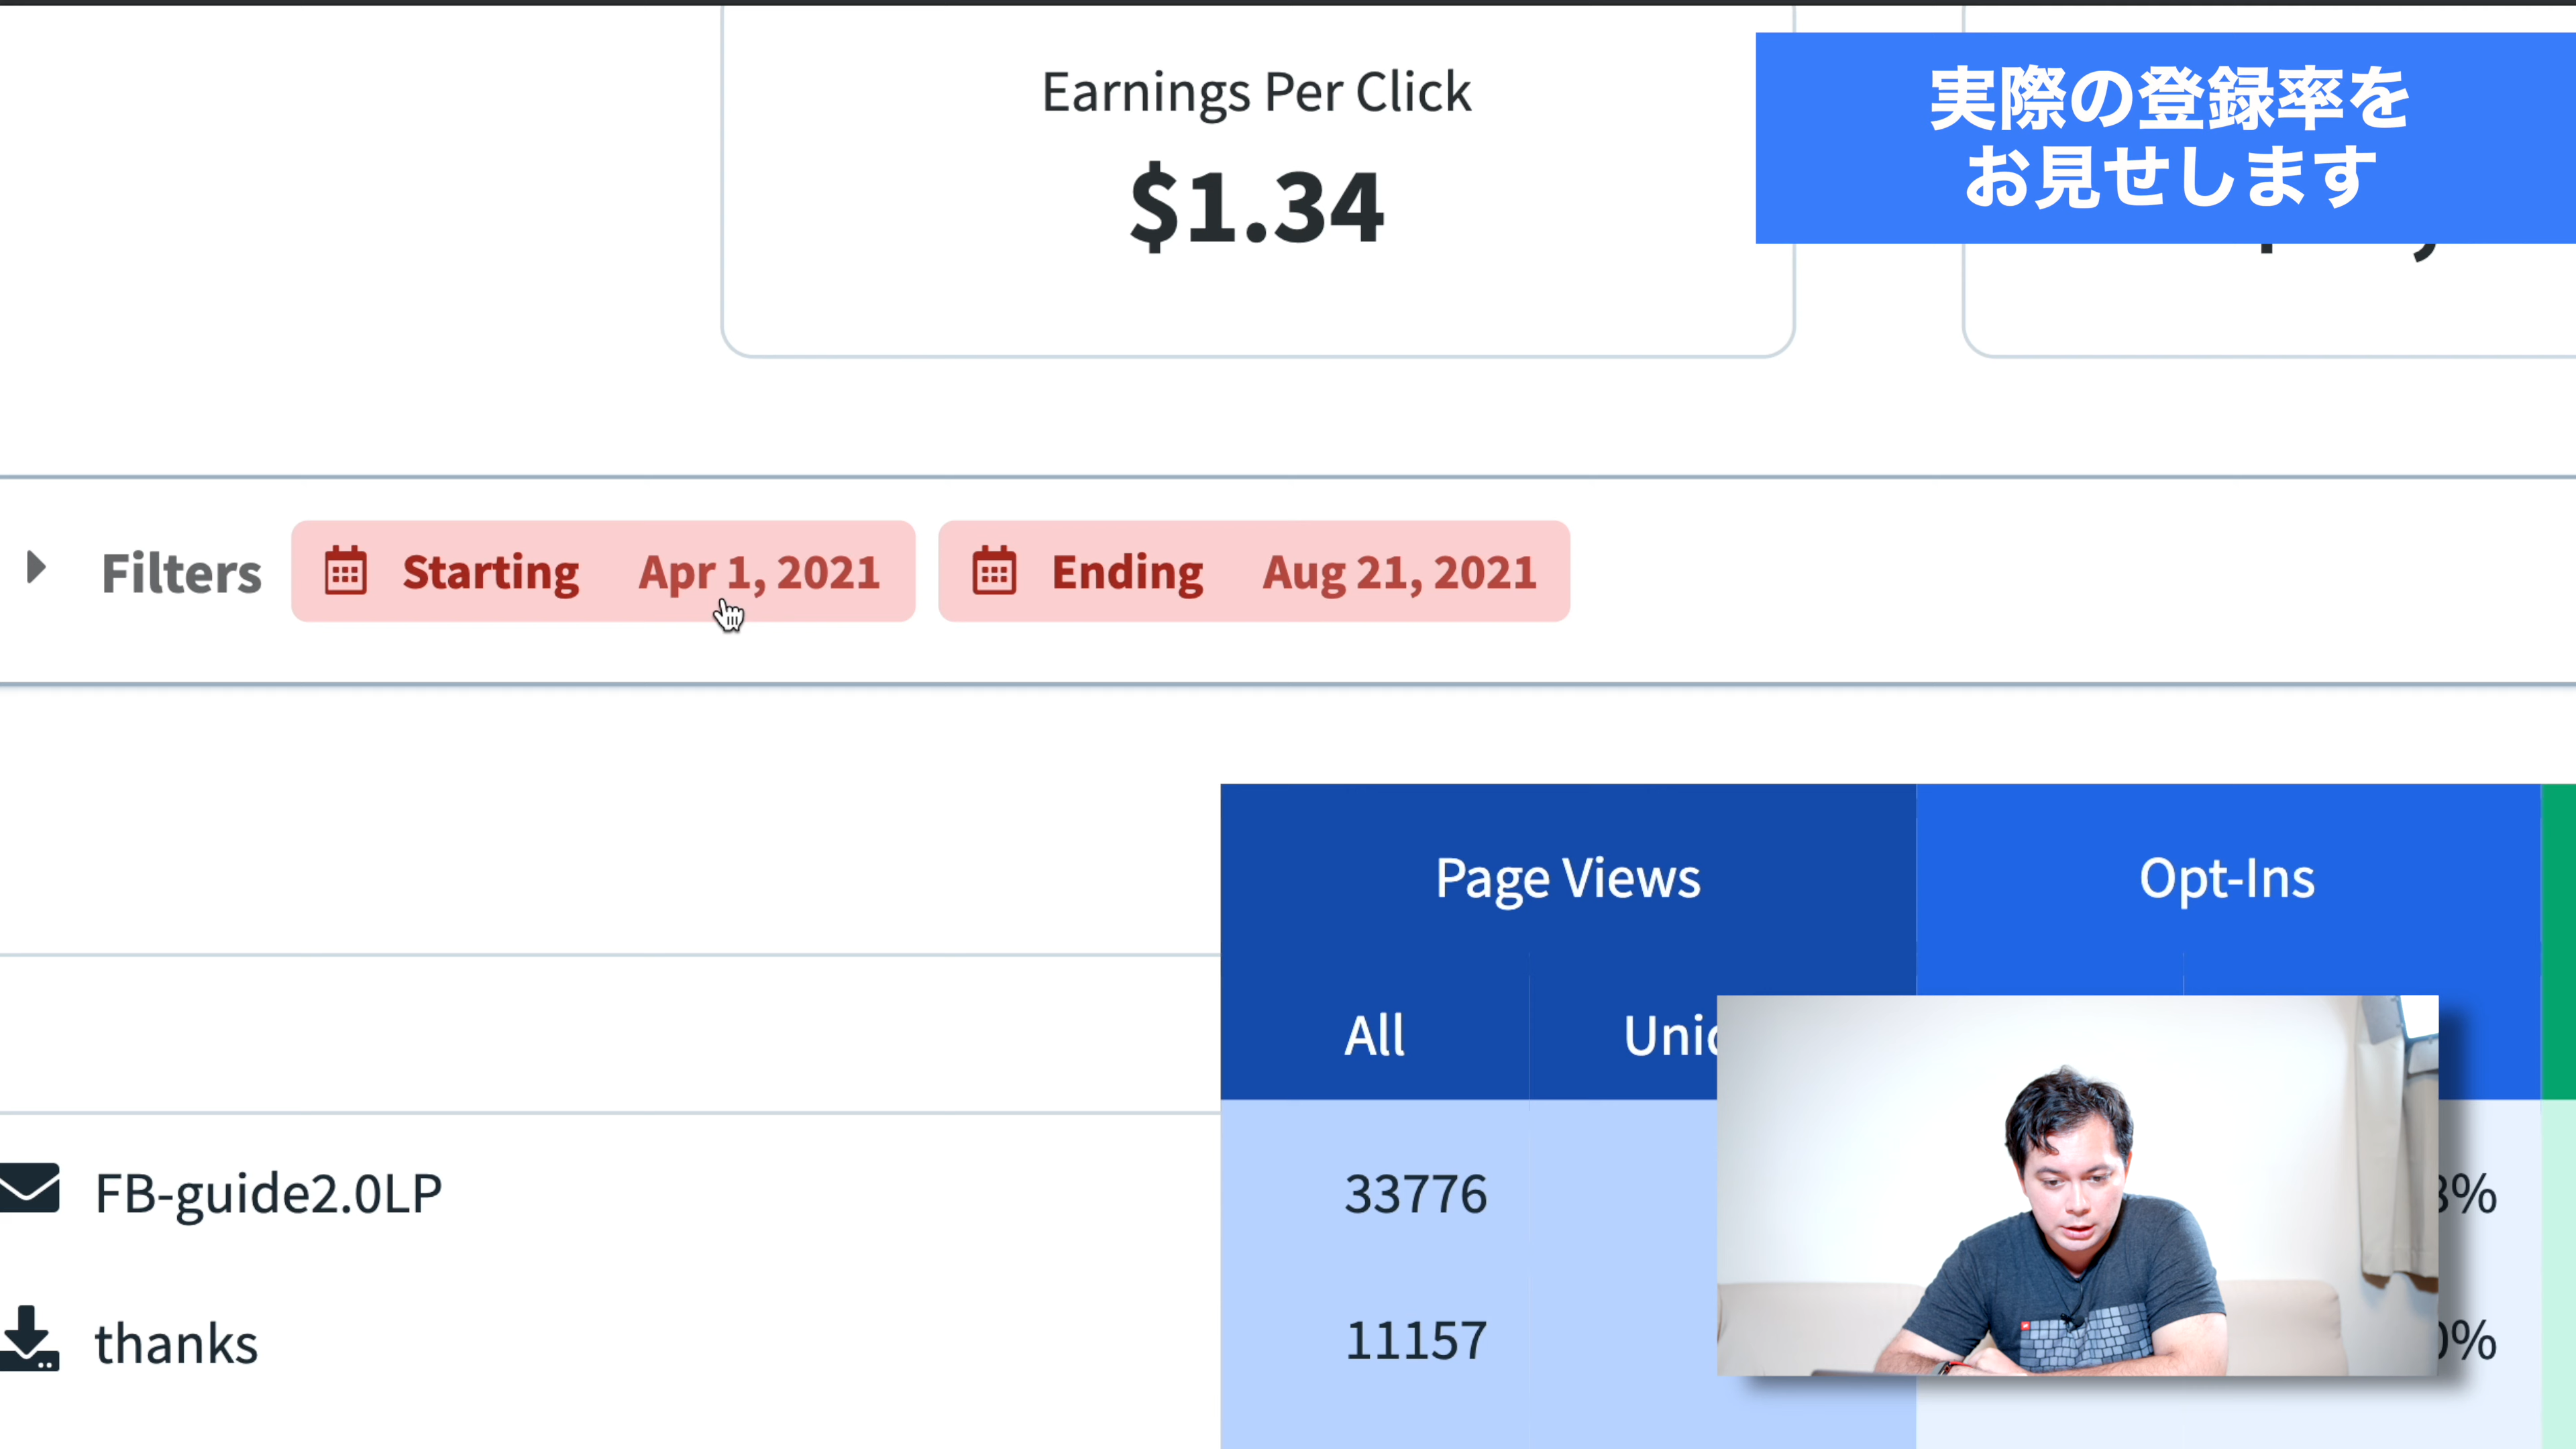 Earnings Per Click
$1.34
実際の登録率を
お見せします
Filters
Starting Apr 1, 2021
Ending Aug 21, 2021
Page Views
Opt-Ins
All
FB-guide2.0LP
33776
thanks
11157